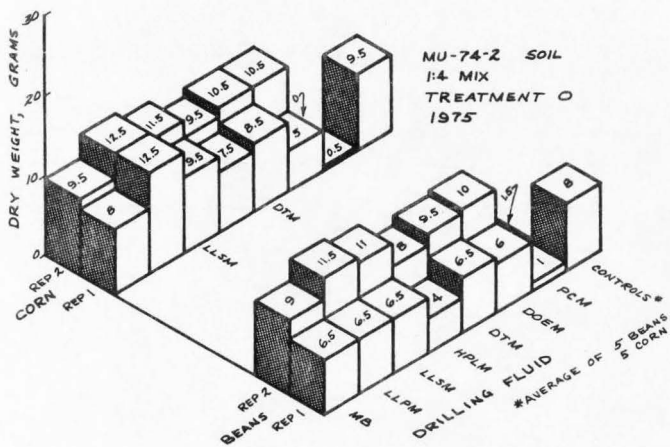 DRY WEIGHT, GRAMS
30
20
10
0
MU-74-2 SOIL
1:4 MIX
TREATMENT O
1975
9.5
12.5
11.5
9.5
10.5
10.5
9.5
8
12.5
9.5
7.5
8.5
5
0.5
REP 2
REP 1
CORN
LLSM
DTM
9
11.5
11
8
9.5
10
1.5
8
6.5
6.5
6.5
4
6.5
6
1
REP 2
REP 1
BEANS
MB
LLPM
LLSM
HPLM
DTM
DOEM
PCM
CONTROLS *
DRILLING FLUID
*AVERAGE OF 5 BEANS
5 CORN